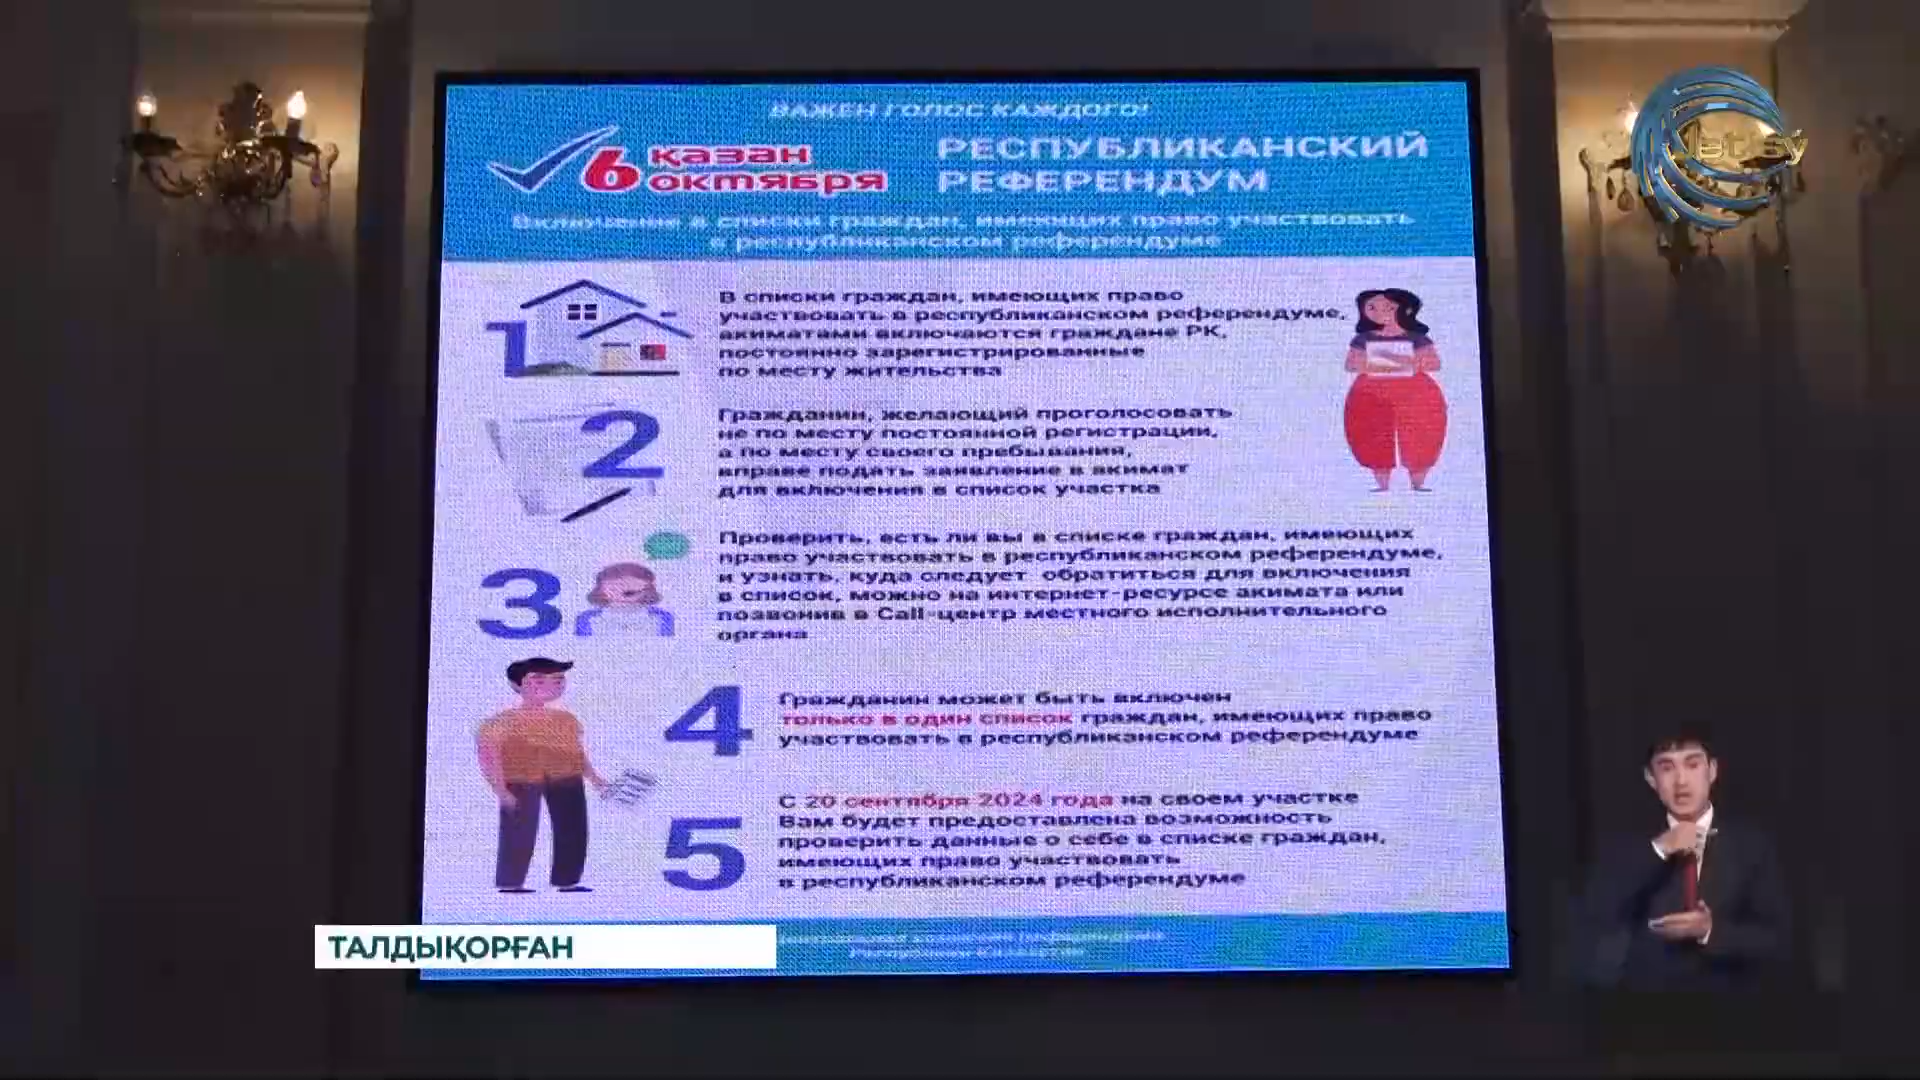 ВАЖЕН ГОЛОС КАЖДОГО!
6 қазан
октября
РЕСПУБЛИКАНСКИЙ
РЕФЕРЕНДУМ
Включение в списки граждан, имеющих право участвовать
в республиканском референдуме
1
В списки граждан, имеющих право
участвовать в республиканском референдуме,
акиматами включаются граждане РК,
постоянно зарегистрированные
по месту жительства
2
Гражданин, желающий проголосовать
не по месту постоянной регистрации,
а по месту своего пребывания,
вправе подать заявление в акимат
для включения в список участка
3
Проверить, есть ли вы в списке граждан, имеющих
право участвовать в республиканском референдуме,
и узнать, куда следует обратиться для включения
в список, можно на интернет-ресурсе акимата или
позвонив в Call-центр местного исполнительного
органа
4
Гражданин может быть включен
только в один список граждан, имеющих право
участвовать в республиканском референдуме
5
С 20 сентября 2024 года на своем участке
Вам будет предоставлена возможность
проверить данные о себе в списке граждан,
имеющих право участвовать
в республиканском референдуме
ТАЛДЫҚОРҒАН
Jetisy